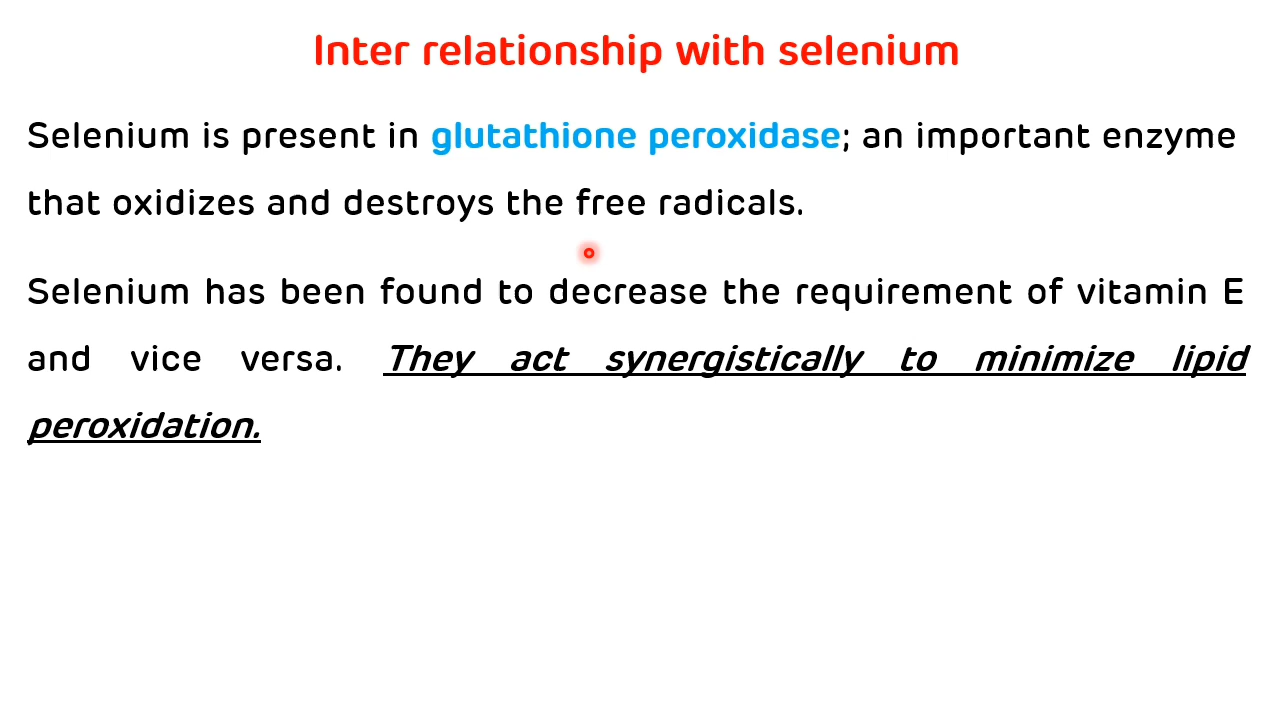 Inter relationship with selenium
Selenium is present in glutathione peroxidase; an important enzyme
that oxidizes and destroys the free radicals.
Selenium has been found to decrease the requirement of vitamin E
and vice versa. They act synergistically to minimize lipid
peroxidation.